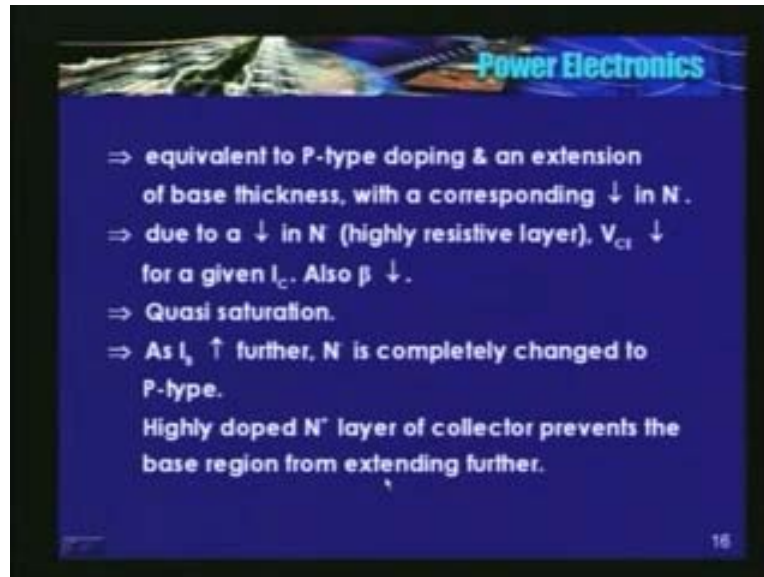 Power Electronics
⇒ equivalent to P-type doping & an extension
of base thickness, with a corresponding ↓ in N⁻.
⇒ due to a ↓ in N⁻ (highly resistive layer), V_CE ↓
for a given I_C. Also β ↓.
⇒ Quasi saturation.
⇒ As I_B ↑ further, N⁻ is completely changed to
P-type.
Highly doped N⁺ layer of collector prevents the
base region from extending further.
16